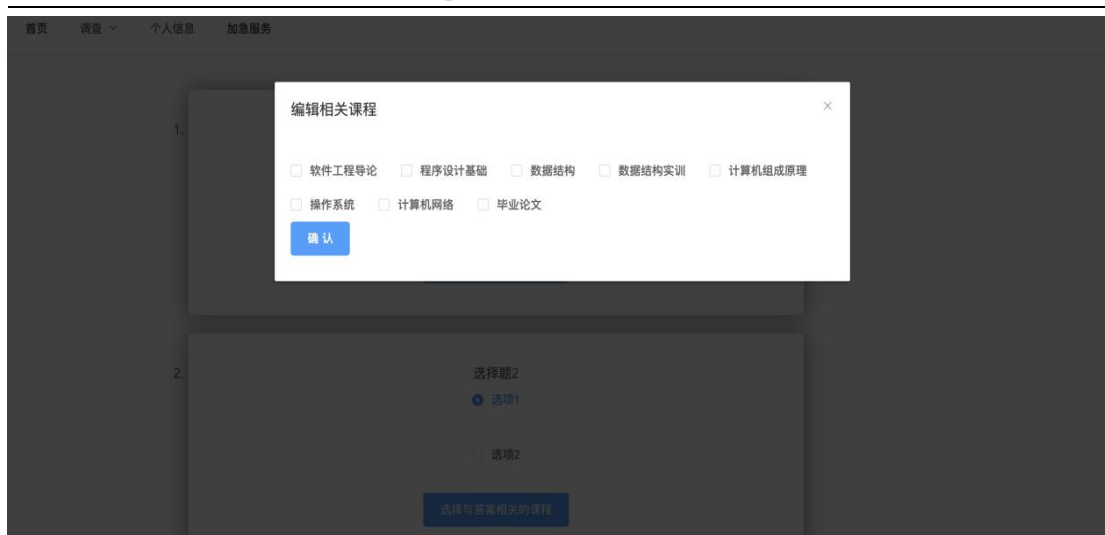 首页 调查 个人信息 加急服务
编辑相关课程
1.
软件工程导论 程序设计基础 数据结构 数据结构实训 计算机组成原理
操作系统 计算机网络 毕业论文
确认
2.
选择题2
选项1
选项2
选择与答案相关的课程